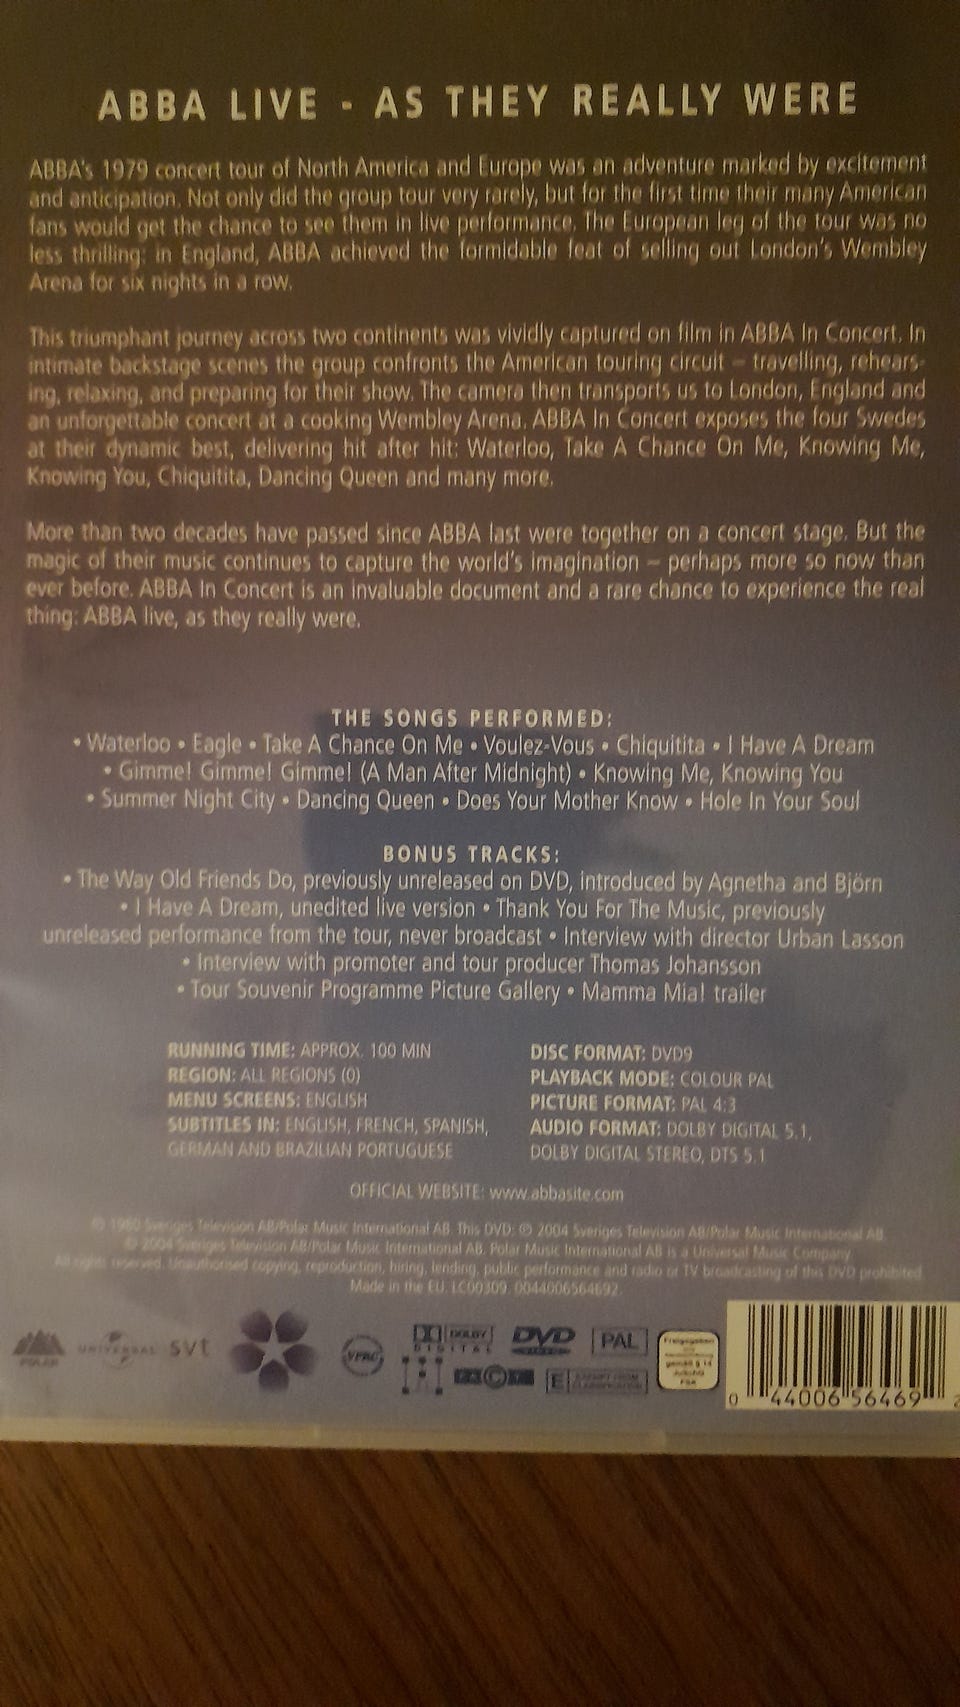 ABBA LIVE - AS THEY REALLY WERE
ABBA's 1979 concert tour of North America and Europe was an adventure marked by excitement
and anticipation. Not only did the group tour very rarely, but for the first time their many American
fans would get the chance to see them in live performance. The European leg of the tour was no
less thrilling: in England, ABBA achieved the formidable feat of selling out London's Wembley
Arena for six nights in a row.
This triumphant journey across two continents was vividly captured on film in ABBA In Concert. In
intimate backstage scenes the group confronts the American touring circuit – travelling, rehears-
ing, relaxing, and preparing for their show. The camera then transports us to London, England and
an unforgettable concert at a cooking Wembley Arena. ABBA In Concert exposes the four Swedes
at their dynamic best, delivering hit after hit: Waterloo, Take A Chance On Me, Knowing Me,
Knowing You, Chiquitita, Dancing Queen and many more.
More than two decades have passed since ABBA last were together on a concert stage. But the
magic of their music continues to capture the world's imagination – perhaps more so now than
ever before. ABBA In Concert is an invaluable document and a rare chance to experience the real
thing: ABBA live, as they really were.
THE SONGS PERFORMED:
• Waterloo • Eagle • Take A Chance On Me • Voulez-Vous • Chiquitita • I Have A Dream
• Gimme! Gimme! Gimme! (A Man After Midnight) • Knowing Me, Knowing You
• Summer Night City • Dancing Queen • Does Your Mother Know • Hole In Your Soul
BONUS TRACKS:
• The Way Old Friends Do, previously unreleased on DVD, introduced by Agnetha and Björn
• I Have A Dream, unedited live version • Thank You For The Music, previously
unreleased performance from the tour, never broadcast • Interview with director Urban Lasson
• Interview with promoter and tour producer Thomas Johansson
• Tour Souvenir Programme Picture Gallery • Mamma Mia! trailer
RUNNING TIME: APPROX. 100 MIN
REGION: ALL REGIONS (0)
MENU SCREENS: ENGLISH
SUBTITLES IN: ENGLISH, FRENCH, SPANISH,
GERMAN AND BRAZILIAN PORTUGUESE
DISC FORMAT: DVD9
PLAYBACK MODE: COLOUR PAL
PICTURE FORMAT: PAL 4:3
AUDIO FORMAT: DOLBY DIGITAL 5.1,
DOLBY DIGITAL STEREO, DTS 5.1
OFFICIAL WEBSITE: www.abbasite.com
© 1980 Sveriges Television AB/Polar Music International AB. This DVD: ℗ 2004 Sveriges Television AB/Polar Music International AB.
© 2004 Sveriges Television AB/Polar Music International AB. Polar Music International AB is a Universal Music Company.
All rights reserved. Unauthorised copying, reproduction, hiring, lending, public performance and radio or TV broadcasting of this DVD prohibited.
Made in the EU. LC00309. 0044006564692.
POLAR
UNIVERSAL
svt
DOLBY
DIGITAL
DVD
VIDEO
PAL
E
Freigegeben
gemäß § 14
JuSchG
FSK
0 44006 56469 2